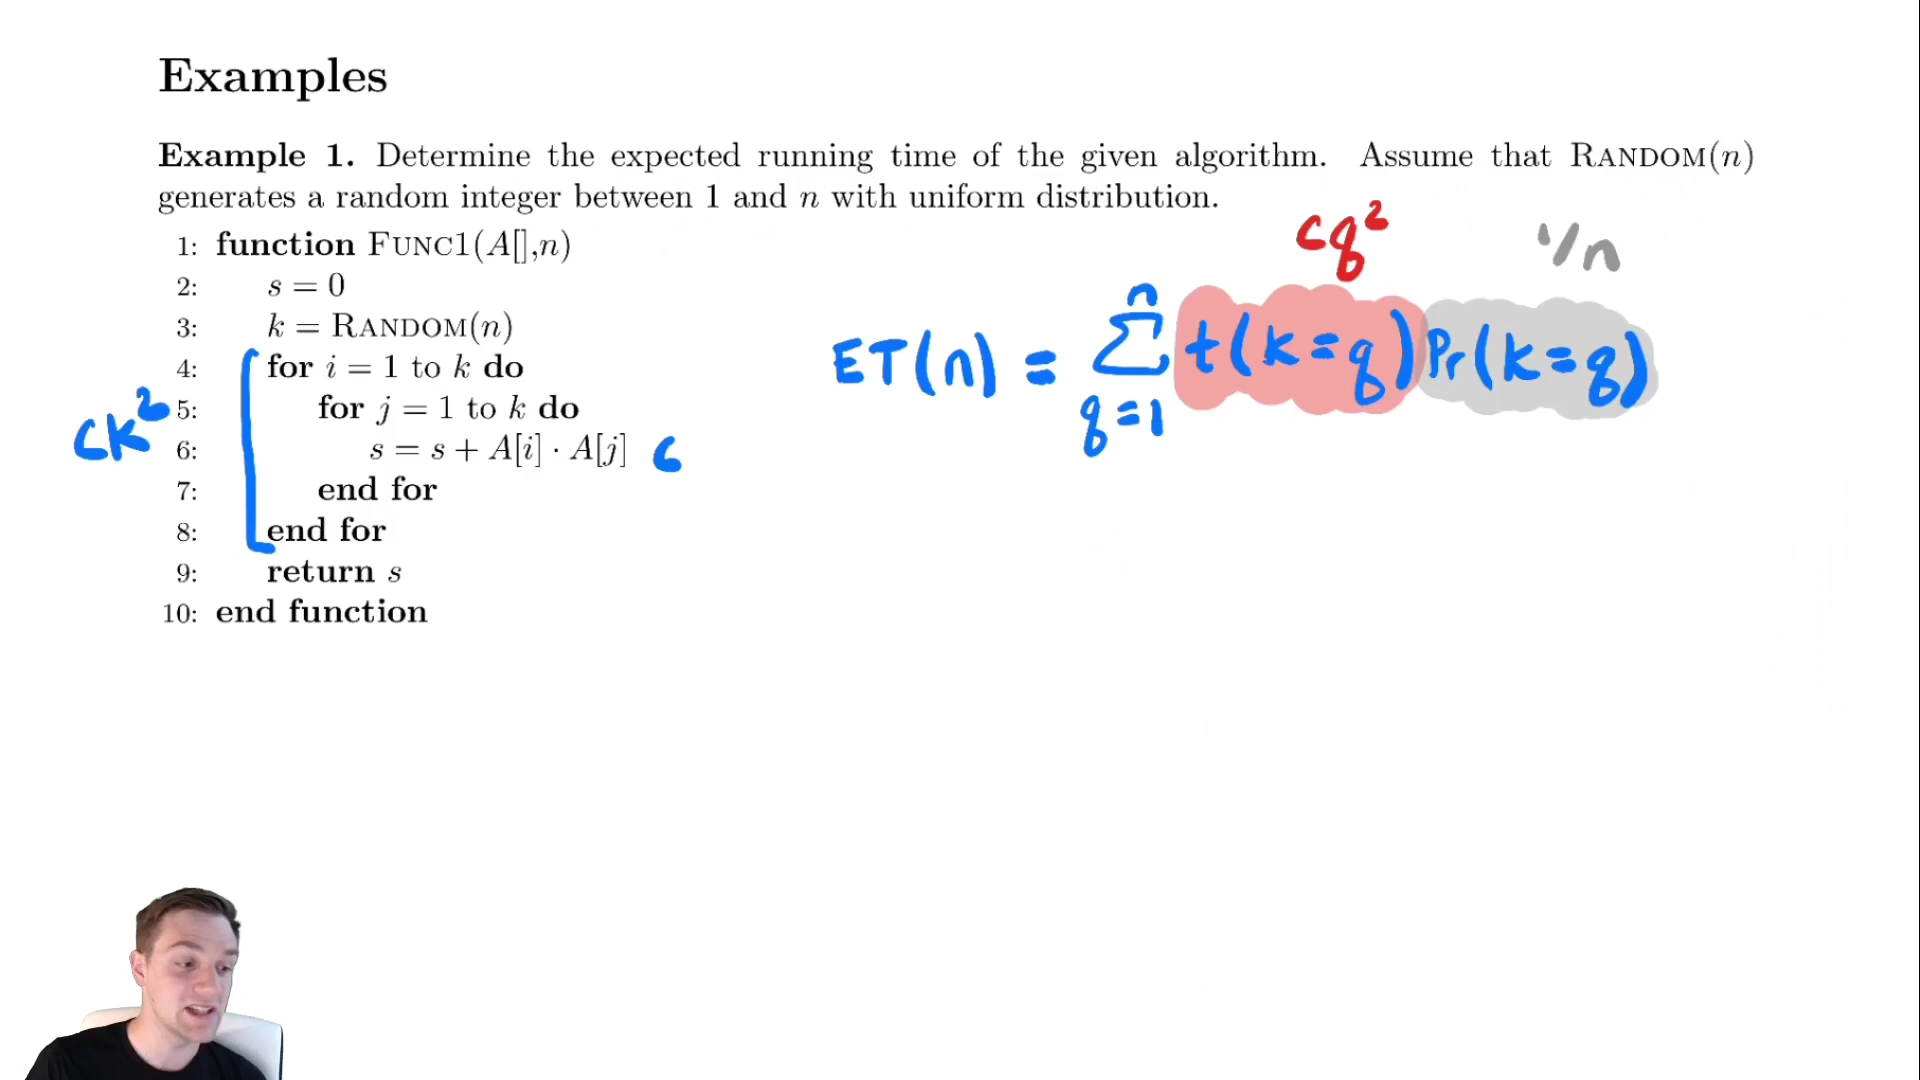 Examples
Example 1. Determine the expected running time of the given algorithm. Assume that RANDOM(n)
generates a random integer between 1 and n with uniform distribution.
1: function FUNC1(A[],n)
2: s = 0
3: k = RANDOM(n)
4: for i = 1 to k do
5: for j = 1 to k do
6: s = s + A[i] · A[j]
7: end for
8: end for
9: return s
10: end function
ck²
c
cq²
1/n
ET(n) = Σ t(k=q) Pr(k=q)
n
q=1